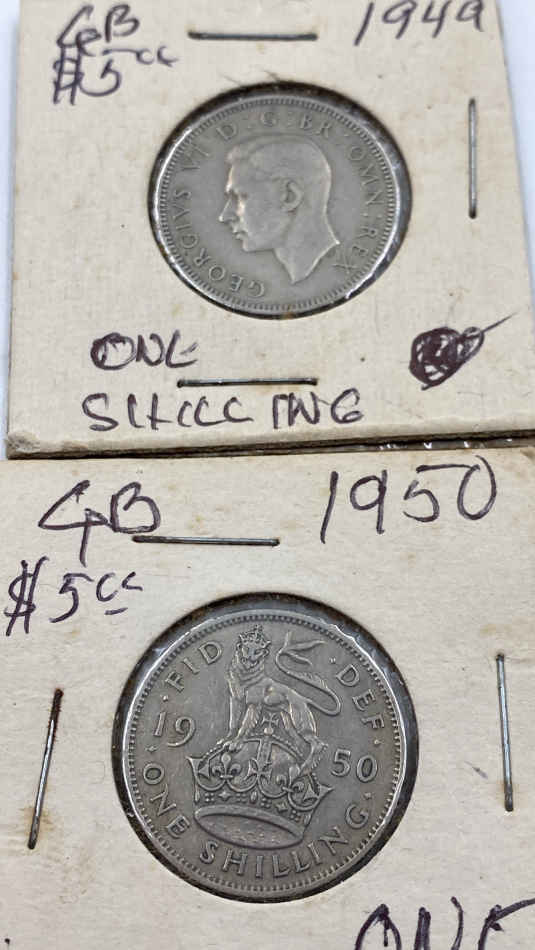 GB 1949
$5cc
GEORGIVS VI D:G:BR:OMN:REX
ONE
SHILLING
GB 1950
$5cc
FID · DEF ·
19 50
· ONE SHILLING ·
ONE